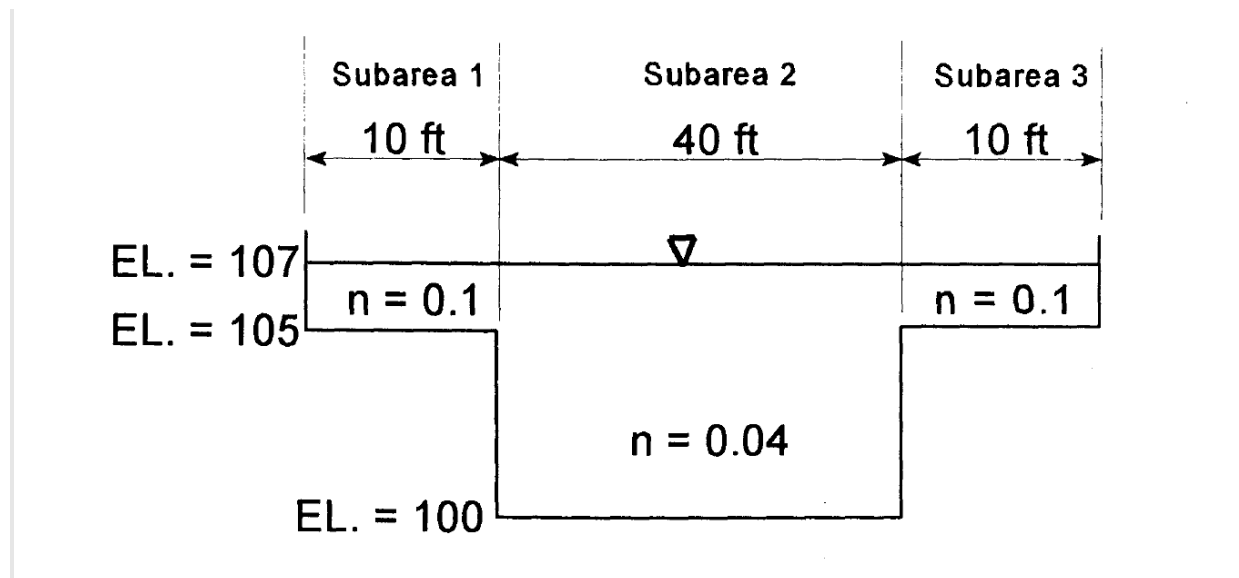 Subarea 1 Subarea 2 Subarea 3
10 ft 40 ft 10 ft
EL. = 107
n = 0.1 n = 0.1
EL. = 105
n = 0.04
EL. = 100